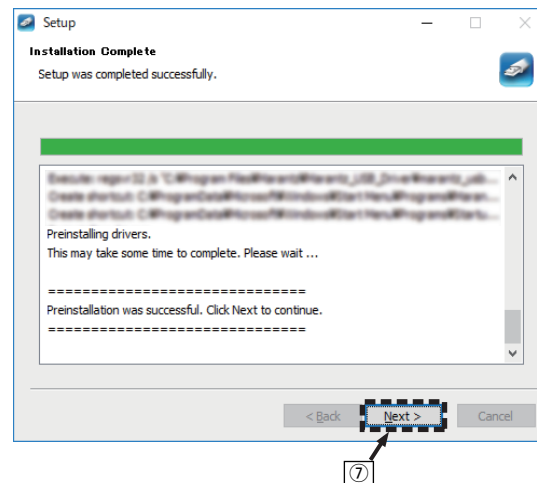 Setup
Installation Complete
Setup was completed successfully.
Preinstalling drivers.
This may take some time to complete. Please wait ...
==============================
Preinstallation was successful. Click Next to continue.
==============================
< Back Next > Cancel
⑦